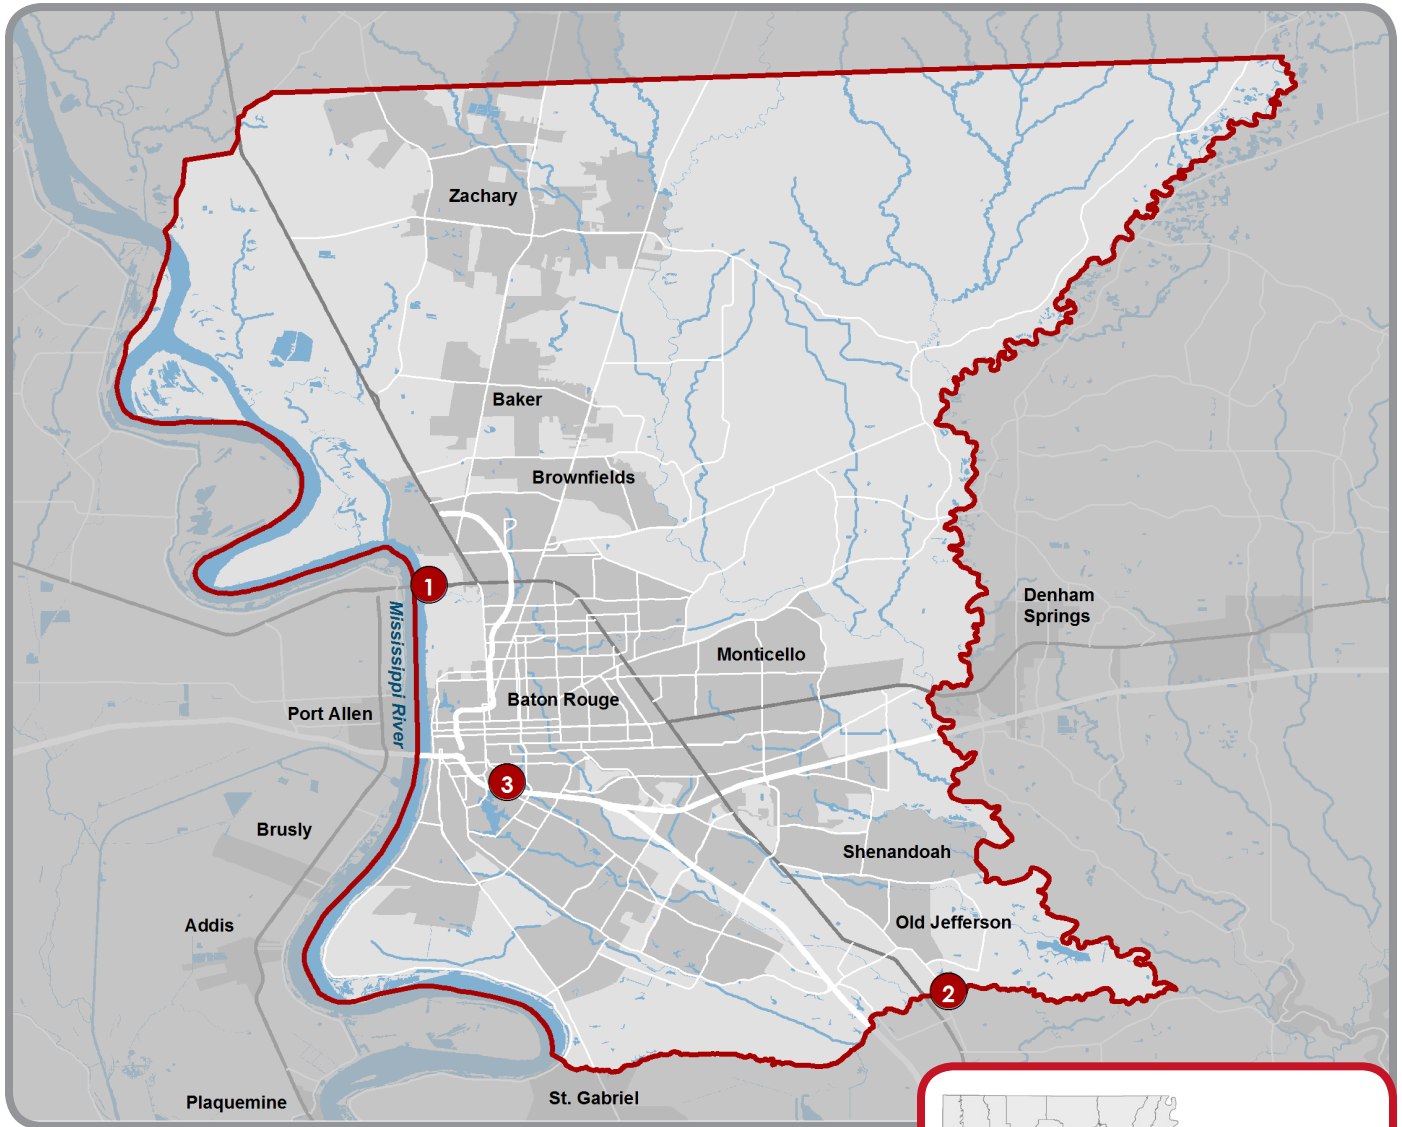 Zachary
Baker
Brownfields
1
Denham
Springs
Mississippi River
Monticello
Baton Rouge
Port Allen
3
Brusly
Shenandoah
Old Jefferson
Addis
2
St. Gabriel
Plaquemine